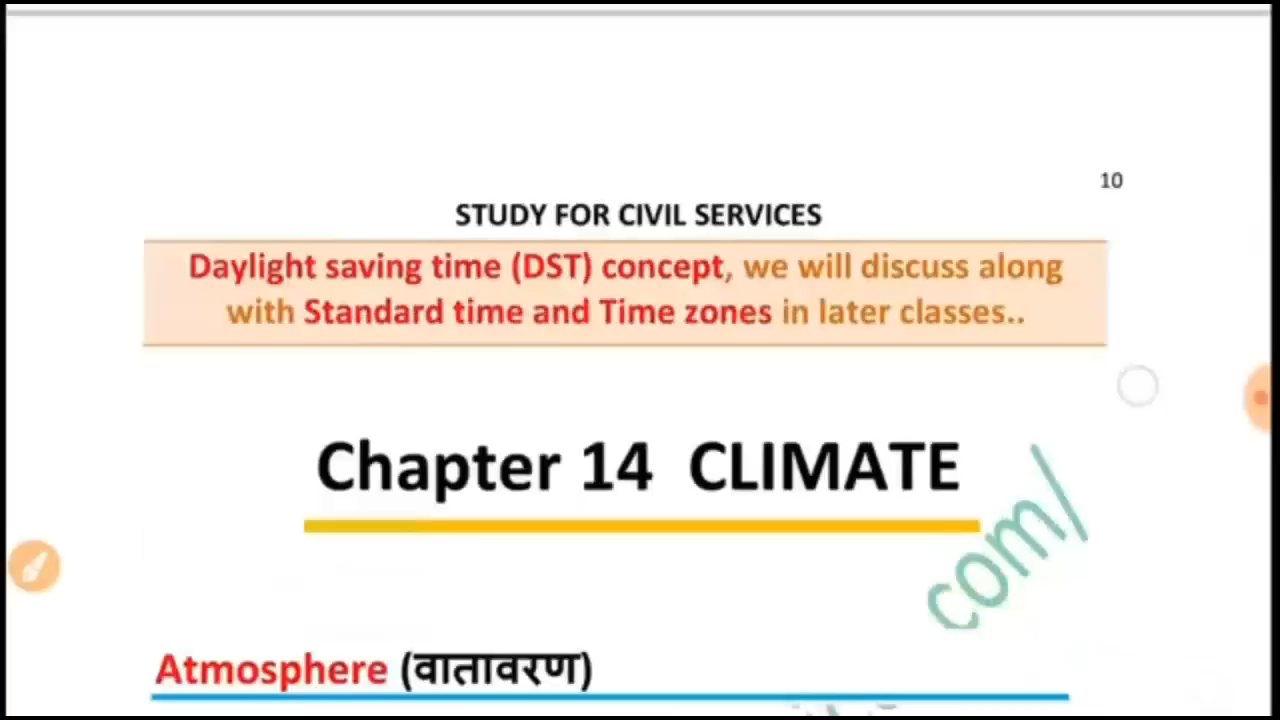 10
STUDY FOR CIVIL SERVICES
Daylight saving time (DST) concept, we will discuss along
with Standard time and Time zones in later classes..
Chapter 14 CLIMATE
com/
Atmosphere (वातावरण)